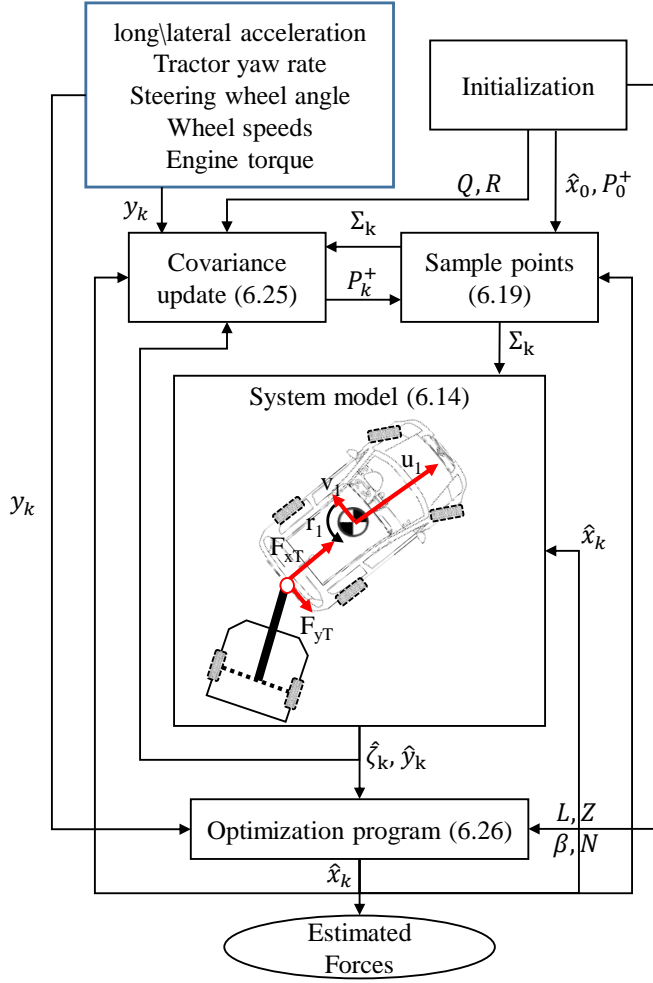 long\lateral acceleration
Tractor yaw rate
Steering wheel angle
Wheel speeds
Engine torque
Initialization
Q, R
x̂₀, P₀⁺
yₖ
Σₖ
Covariance
update (6.25)
Pₖ⁺
Sample points
(6.19)
Σₖ
System model (6.14)
u₁
v₁
r₁
FₓT
FyT
yₖ
x̂ₖ
ζ̂ₖ, ŷₖ
L, Z
β, N
Optimization program (6.26)
x̂ₖ
Estimated
Forces